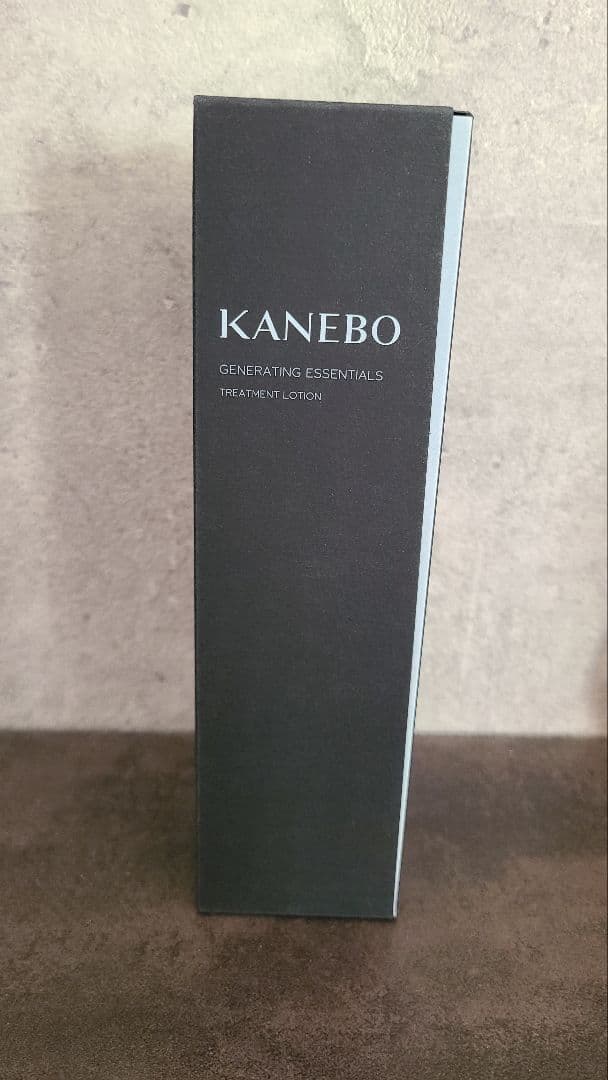 KANEBO
GENERATING ESSENTIALS
TREATMENT LOTION